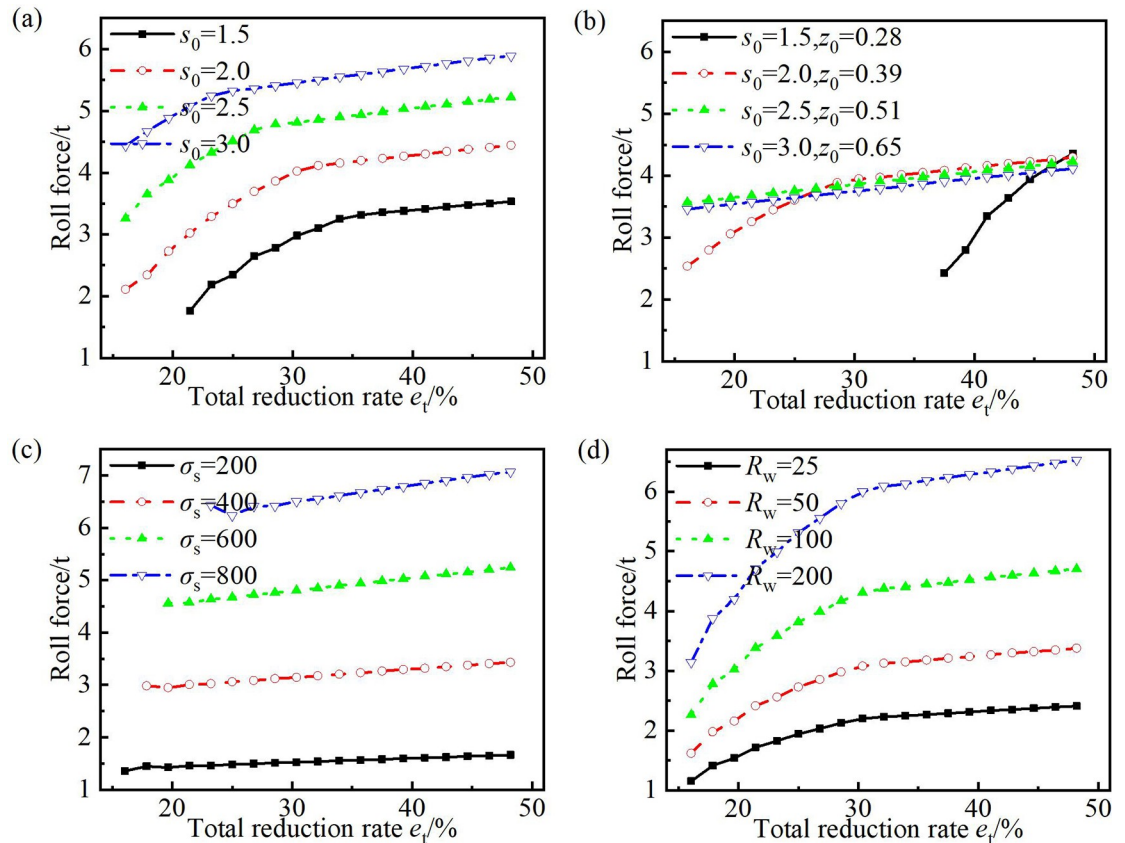 (a)
s0=1.5
s0=2.0
s0=2.5
s0=3.0
6
5
4
3
2
1
Roll force/t
20 30 40 50
Total reduction rate et/%
(b)
s0=1.5,z0=0.28
s0=2.0,z0=0.39
s0=2.5,z0=0.51
s0=3.0,z0=0.65
6
5
4
3
2
1
Roll force/t
20 30 40 50
Total reduction rate et/%
(c)
σs=200
σs=400
σs=600
σs=800
7
6
5
4
3
2
1
Roll force/t
20 30 40 50
Total reduction rate et/%
(d)
Rw=25
Rw=50
Rw=100
Rw=200
6
5
4
3
2
1
Roll force/t
20 30 40 50
Total reduction rate et/%